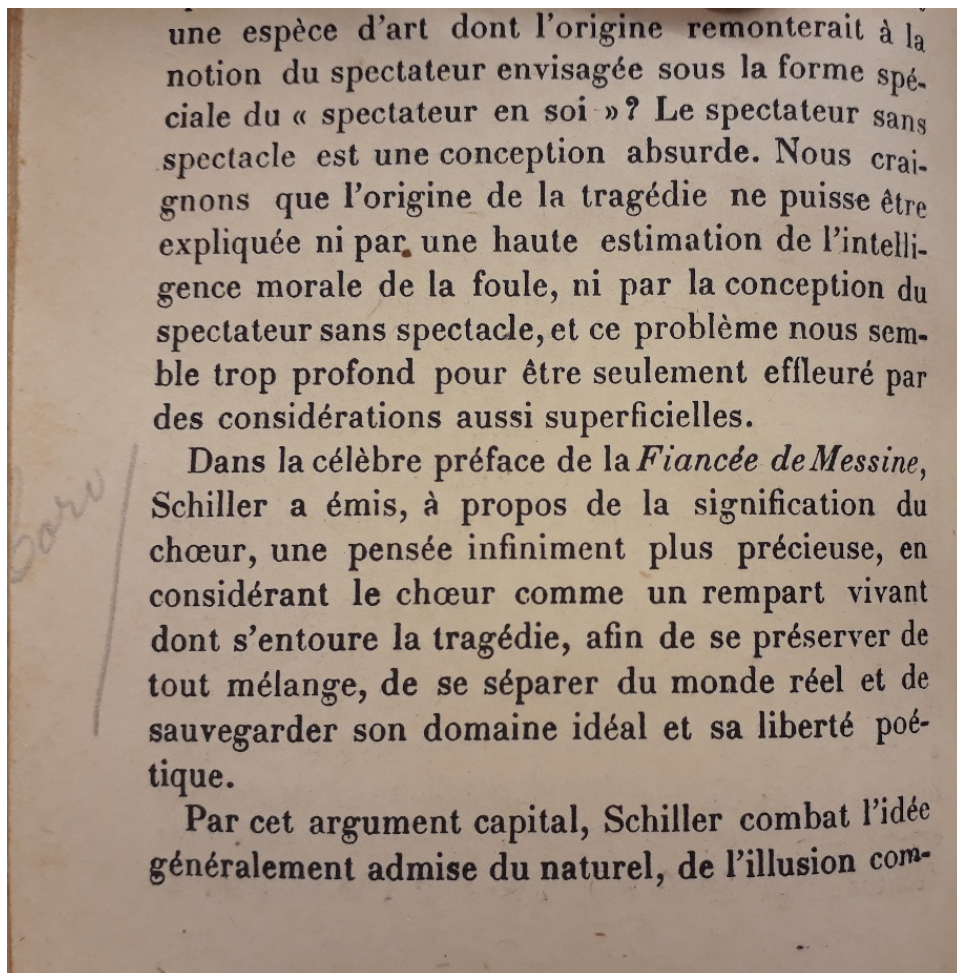 une espèce d'art dont l'origine remonterait à la
notion du spectateur envisagée sous la forme spé-
ciale du « spectateur en soi » ? Le spectateur sans
spectacle est une conception absurde. Nous crai-
gnons que l'origine de la tragédie ne puisse être
expliquée ni par une haute estimation de l'intelli-
gence morale de la foule, ni par la conception du
spectateur sans spectacle, et ce problème nous sem-
ble trop profond pour être seulement effleuré par
des considérations aussi superficielles.
Dans la célèbre préface de la Fiancée de Messine,
Schiller a émis, à propos de la signification du
chœur, une pensée infiniment plus précieuse, en
considérant le chœur comme un rempart vivant
dont s'entoure la tragédie, afin de se préserver de
tout mélange, de se séparer du monde réel et de
sauvegarder son domaine idéal et sa liberté poé-
tique.
Par cet argument capital, Schiller combat l'idée
généralement admise du naturel, de l'illusion com-